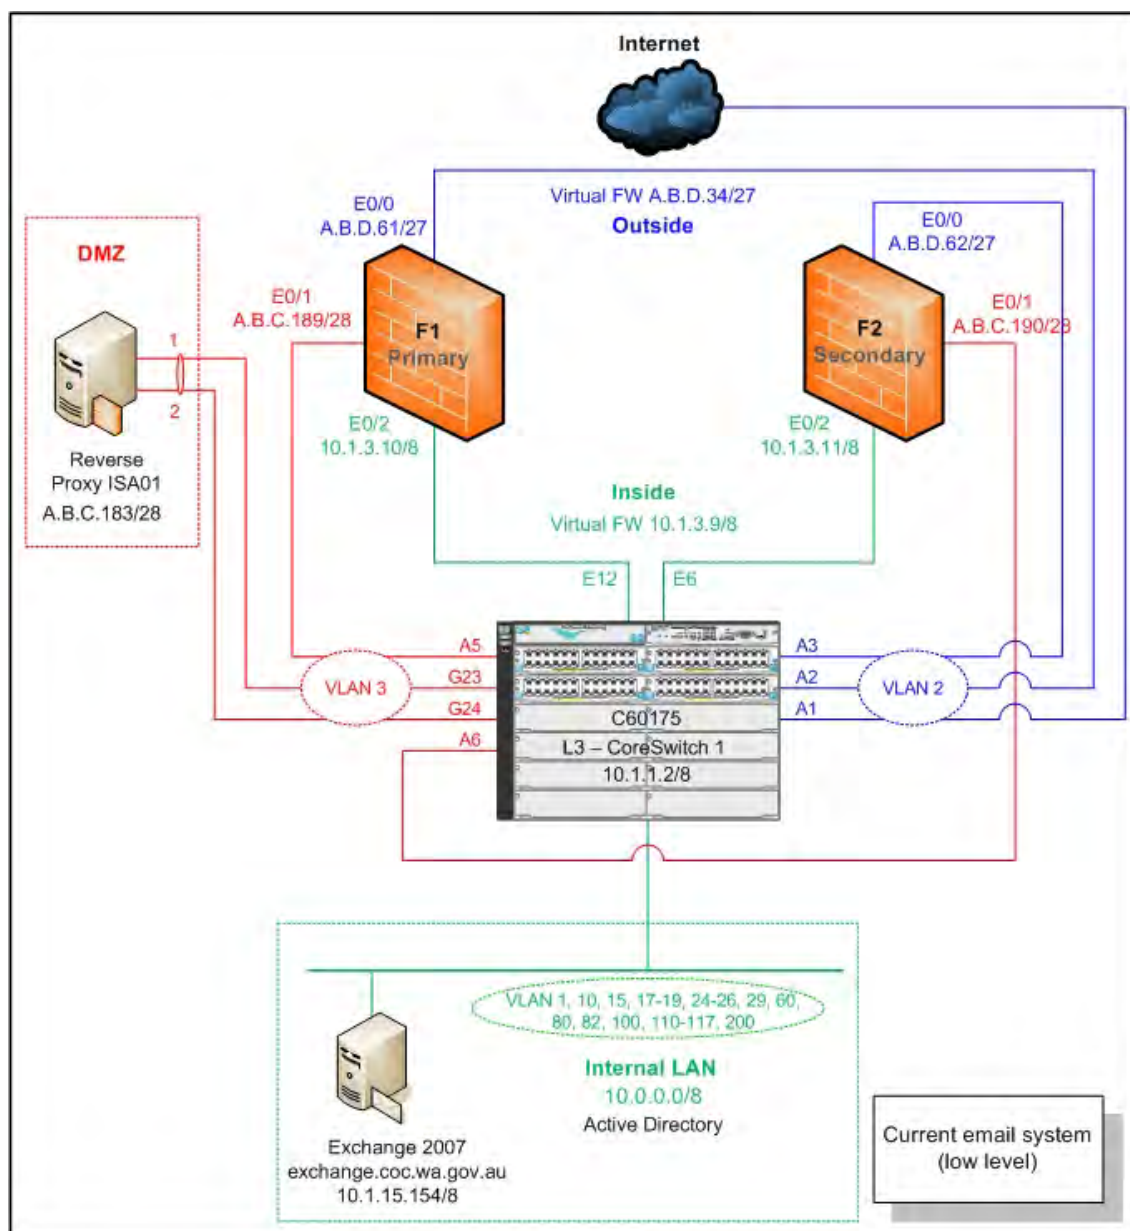 Internet
Virtual FW A.B.D.34/27
Outside
E0/0
A.B.D.61/27
E0/0
A.B.D.62/27
DMZ
E0/1
A.B.C.189/28
F1
Primary
F2
Secondary
E0/1
A.B.C.190/28
1
2
Reverse
Proxy ISA01
A.B.C.183/28
E0/2
10.1.3.10/8
E0/2
10.1.3.11/8
Inside
Virtual FW 10.1.3.9/8
E12
E6
A5
G23
G24
A6
VLAN 3
A3
A2
A1
VLAN 2
C60175
L3 – CoreSwitch 1
10.1.1.2/8
VLAN 1, 10, 15, 17-19, 24-26, 29, 60,
80, 82, 100, 110-117, 200
Internal LAN
10.0.0.0/8
Active Directory
Exchange 2007
exchange.coc.wa.gov.au
10.1.15.154/8
Current email system
(low level)